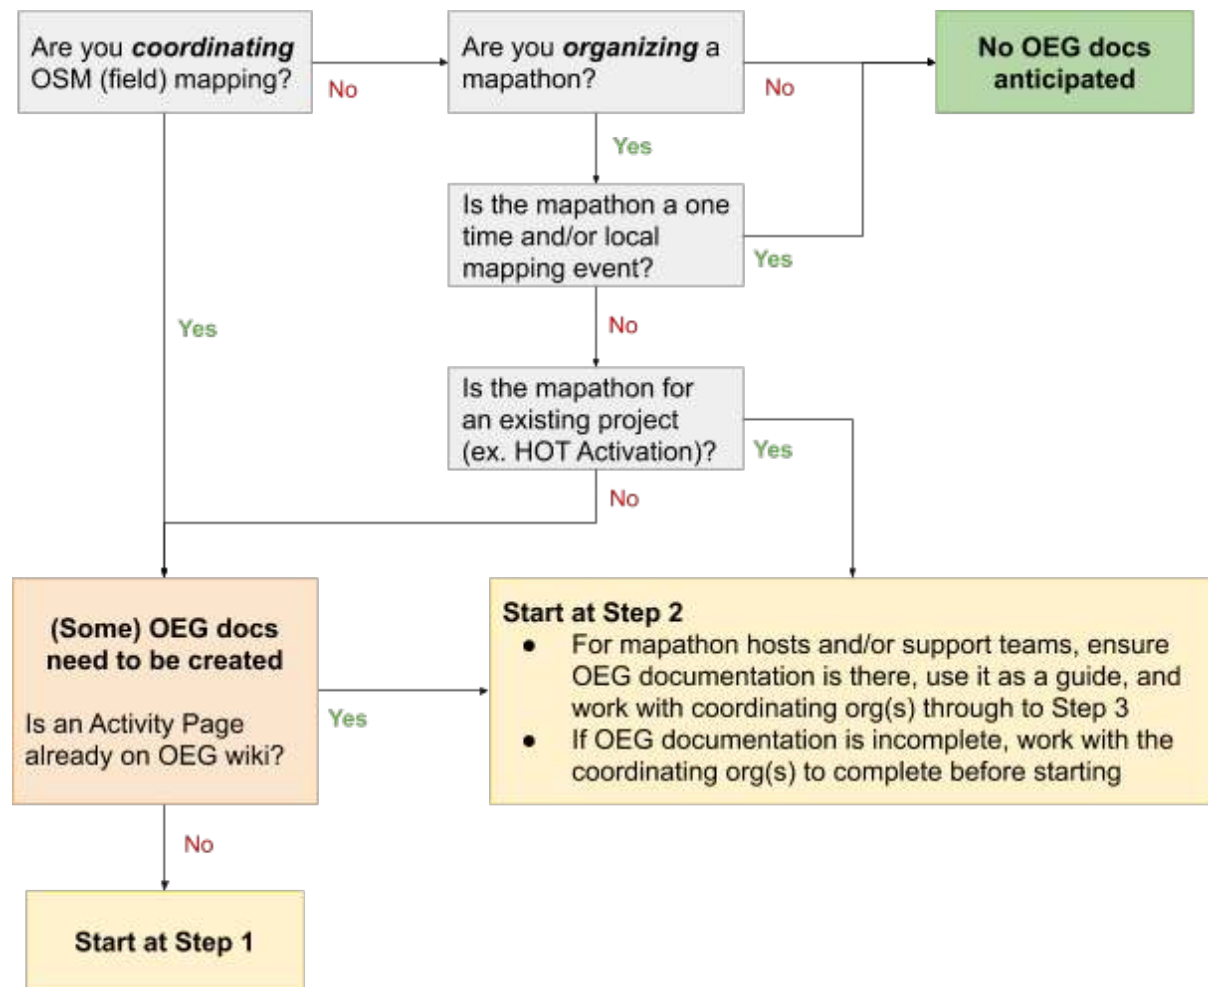 Are you coordinating
OSM (field) mapping?
No
Are you organizing a
mapathon?
No
No OEG docs
anticipated
Yes
Is the mapathon a one
time and/or local
mapping event?
Yes
No
Yes
Is the mapathon for
an existing project
(ex. HOT Activation)?
Yes
No
(Some) OEG docs
need to be created
Is an Activity Page
already on OEG wiki?
Yes
Start at Step 2
● For mapathon hosts and/or support teams, ensure
OEG documentation is there, use it as a guide, and
work with coordinating org(s) through to Step 3
● If OEG documentation is incomplete, work with the
coordinating org(s) to complete before starting
No
Start at Step 1